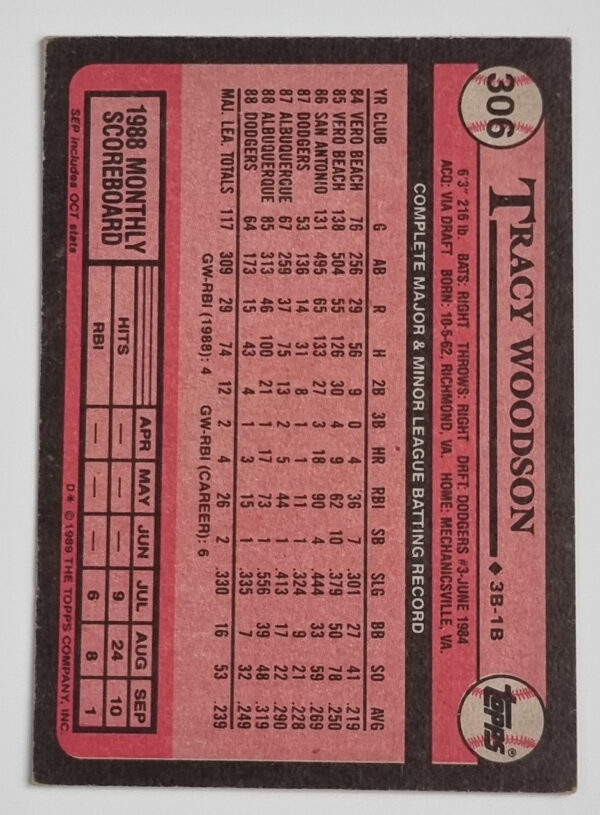 306
TRACY WOODSON ♦ 3B-1B
topps®
6'3" 216 lb. BATS: RIGHT THROWS: RIGHT DRFT: DODGERS #3-JUNE 1984
ACQ: VIA DRAFT BORN: 10-5-62, RICHMOND, VA. HOME: MECHANICSVILLE, VA.
COMPLETE MAJOR & MINOR LEAGUE BATTING RECORD
YR CLUB G AB R H 2B 3B HR RBI SB SLG BB SO AVG
84 VERO BEACH 76 256 29 56 9 0 4 36 7 .301 27 41 .219
85 VERO BEACH 138 504 55 126 30 4 9 62 10 .379 50 78 .250
86 SAN ANTONIO 131 495 65 133 27 3 18 90 4 .444 33 59 .269
87 DODGERS 53 136 14 31 8 1 1 11 1 .324 9 21 .228
87 ALBUQUERQUE 67 259 37 75 13 2 5 44 1 .413 17 22 .290
88 ALBUQUERQUE 85 313 46 100 21 1 17 73 1 .556 39 48 .319
88 DODGERS 64 173 15 43 4 1 3 15 1 .335 7 32 .249
MAJ. LEA. TOTALS 117 309 29 74 12 2 4 26 2 .330 16 53 .239
GW-RBI (1988): 4 GW-RBI (CAREER): 6
1988 MONTHLY
SCOREBOARD
APR MAY JUN JUL AUG SEP
HITS — — — 9 24 10
RBI — — — 6 8 1
SEP includes OCT stats
D* © 1989 THE TOPPS COMPANY, INC.